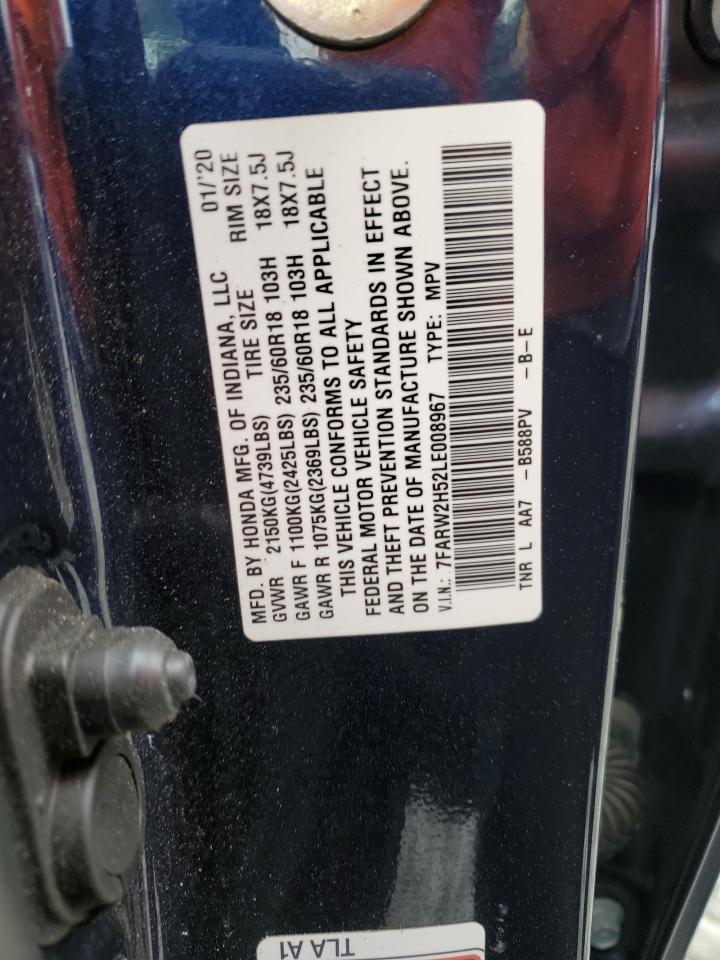 MFD. BY HONDA MFG. OF INDIANA, LLC 01/'20
GVWR 2150KG(4739LBS) TIRE SIZE RIM SIZE
GAWR F 1100KG(2425LBS) 235/60R18 103H 18X7.5J
GAWR R 1075KG(2369LBS) 235/60R18 103H 18X7.5J
THIS VEHICLE CONFORMS TO ALL APPLICABLE
FEDERAL MOTOR VEHICLE SAFETY
AND THEFT PREVENTION STANDARDS IN EFFECT
ON THE DATE OF MANUFACTURE SHOWN ABOVE.
V.I.N.: 7FARW2H52LE008967 TYPE: MPV
TNR L AA7 -B588PV -B-E
TLA A1